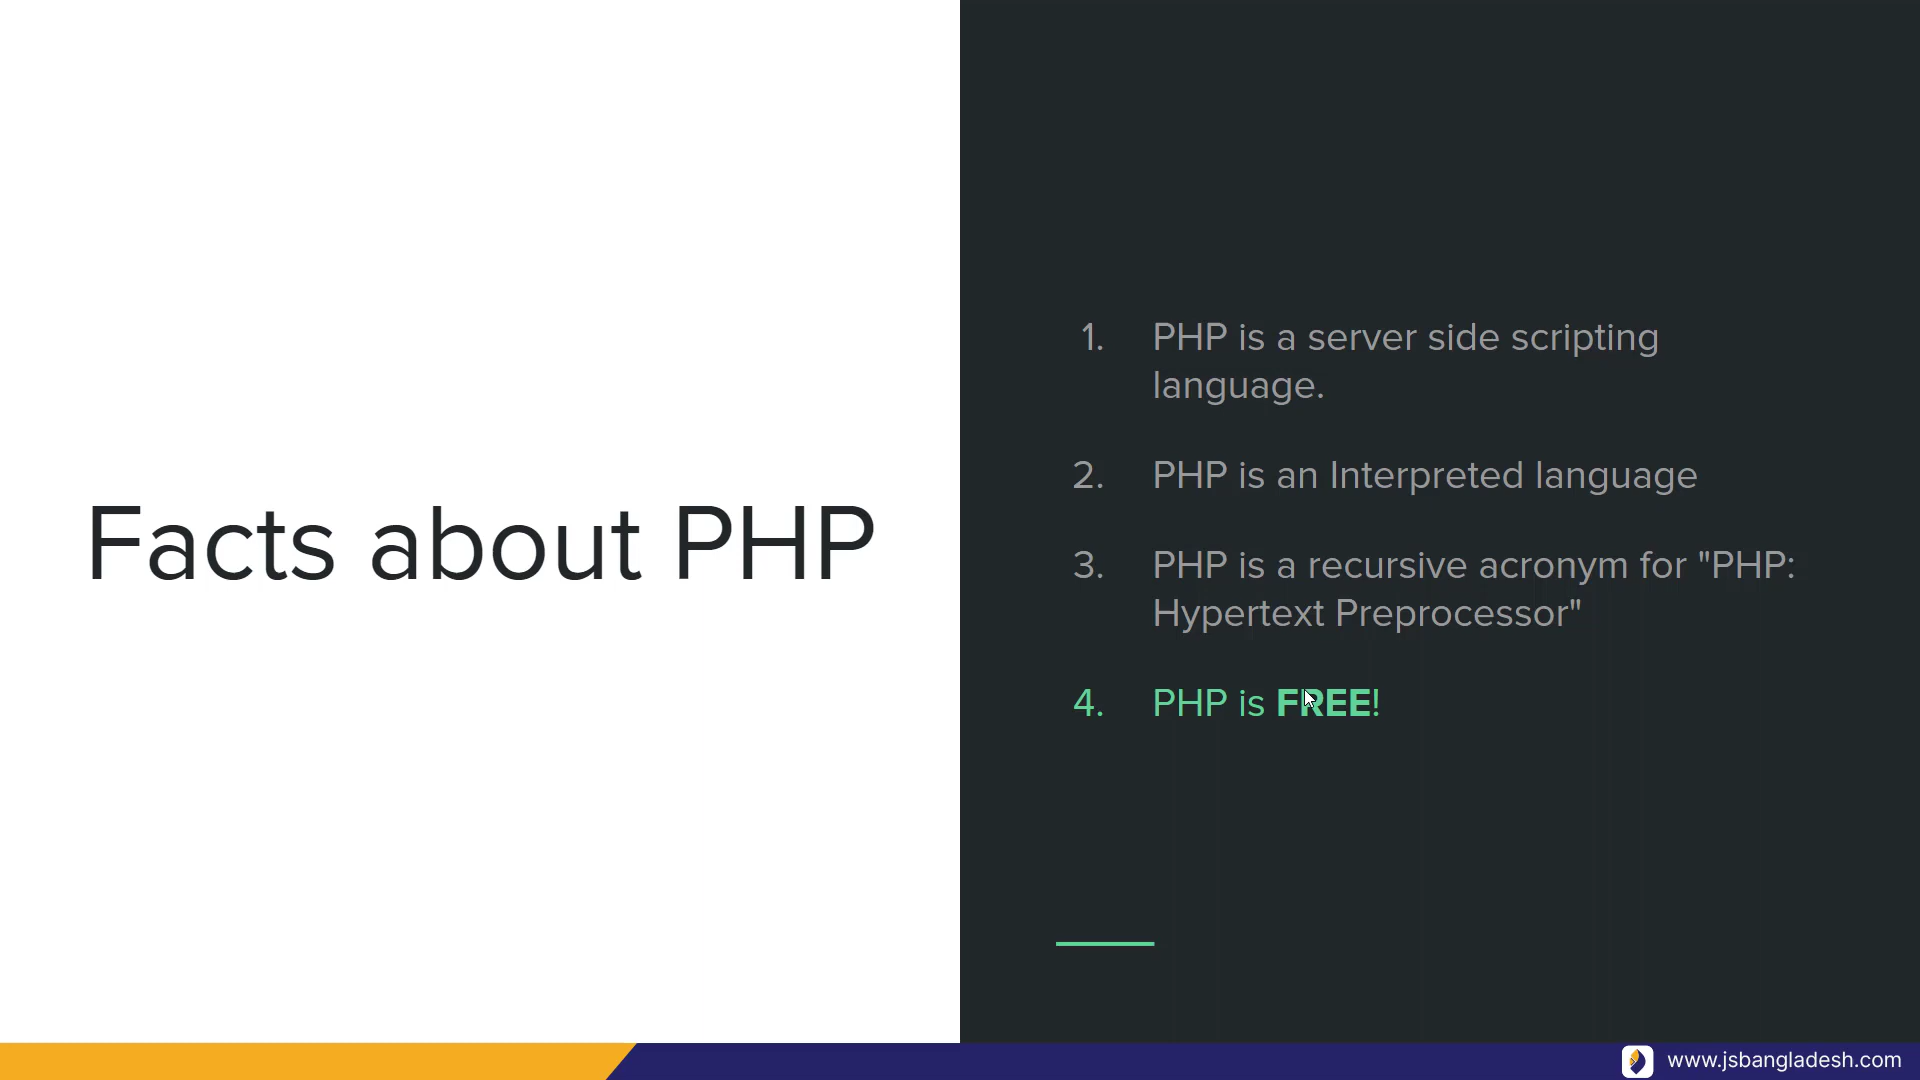 Facts about PHP
1. PHP is a server side scripting
language.
2. PHP is an Interpreted language
3. PHP is a recursive acronym for "PHP:
Hypertext Preprocessor"
4. PHP is FREE!
www.jsbangladesh.com